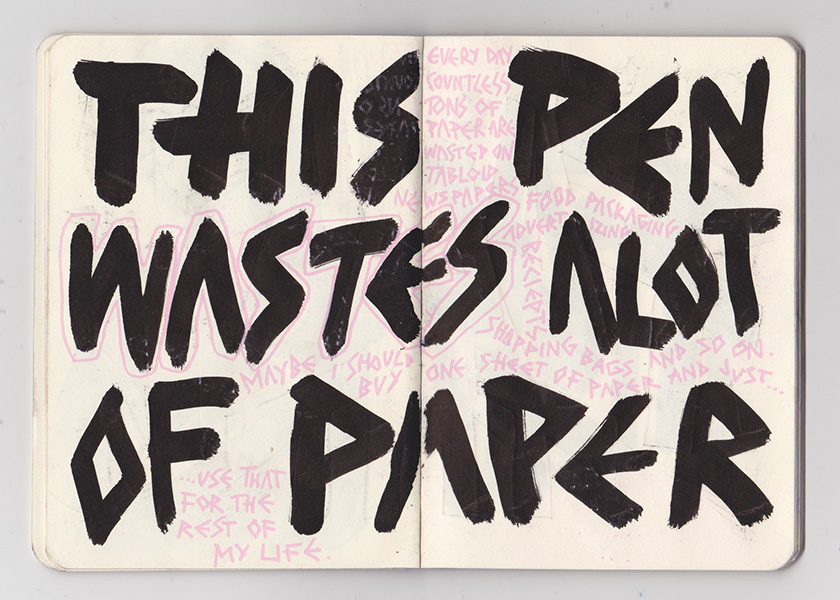 THIS PEN
WASTES ALOT
OF PAPER
EVERY DAY
COUNTLESS
TONS OF
PAPER ARE
WASTED ON
TABLOID
NEWSPAPERS FOOD PACKAGING
ADVERTISING
RECIEPTS
SHOPPING BAGS AND SO ON.
MAYBE I SHOULD
BUY ONE SHEET OF PAPER AND JUST...
...USE THAT
FOR THE
REST OF
MY LIFE.